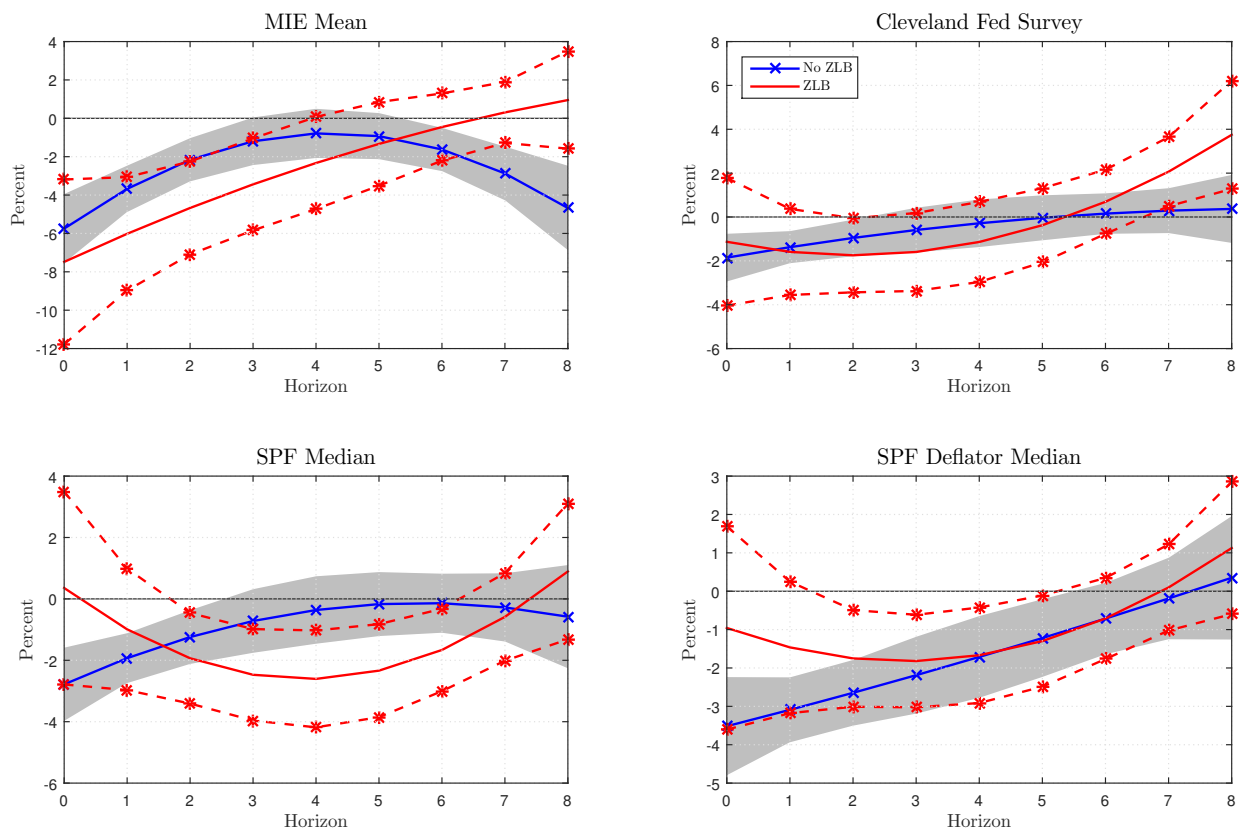 MIE Mean
4
2
0
-2
-4
-6
-8
-10
-12
Percent
0 1 2 3 4 5 6 7 8
Horizon
Cleveland Fed Survey
No ZLB
ZLB
8
6
4
2
0
-2
-4
-6
Percent
0 1 2 3 4 5 6 7 8
Horizon
SPF Median
4
2
0
-2
-4
-6
Percent
0 1 2 3 4 5 6 7 8
Horizon
SPF Deflator Median
3
2
1
0
-1
-2
-3
-4
-5
Percent
0 1 2 3 4 5 6 7 8
Horizon